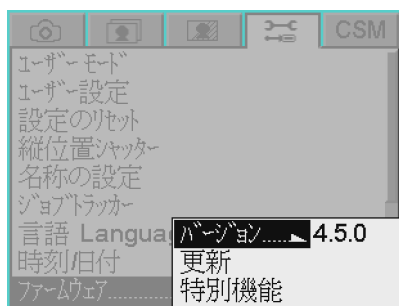 CSM
ユーザーモード
ユーザー設定
設定のリセット
縦位置シャッター
名称の設定
ジョブトラッカー
言語 Langua
時刻/日付
ファームウェア..........
バージョン...... 4.5.0
更新
特別機能